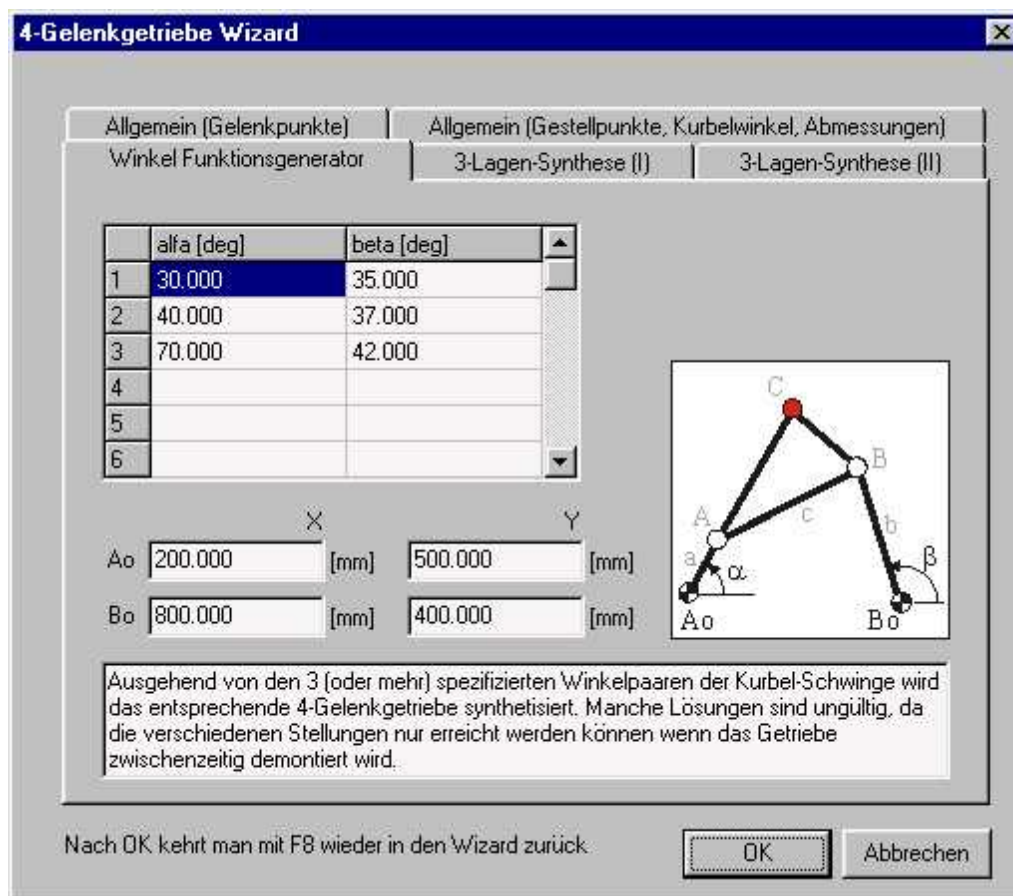 4-Gelenkgetriebe Wizard
Allgemein (Gelenkpunkte) Allgemein (Gestellpunkte, Kurbelwinkel, Abmessungen)
Winkel Funktionsgenerator 3-Lagen-Synthese (I) 3-Lagen-Synthese (II)
alfa [deg] beta [deg]
1 30.000 35.000
2 40.000 37.000
3 70.000 42.000
4
5
6
X Y
Ao 200.000 [mm] 500.000 [mm]
Bo 800.000 [mm] 400.000 [mm]
C
B
A
c
b
a
α
β
Ao
Bo
Ausgehend von den 3 (oder mehr) spezifizierten Winkelpaaren der Kurbel-Schwinge wird
das entsprechende 4-Gelenkgetriebe synthetisiert. Manche Lösungen sind ungültig, da
die verschiedenen Stellungen nur erreicht werden können wenn das Getriebe
zwischenzeitig demontiert wird.
Nach OK kehrt man mit F8 wieder in den Wizard zurück
OK
Abbrechen